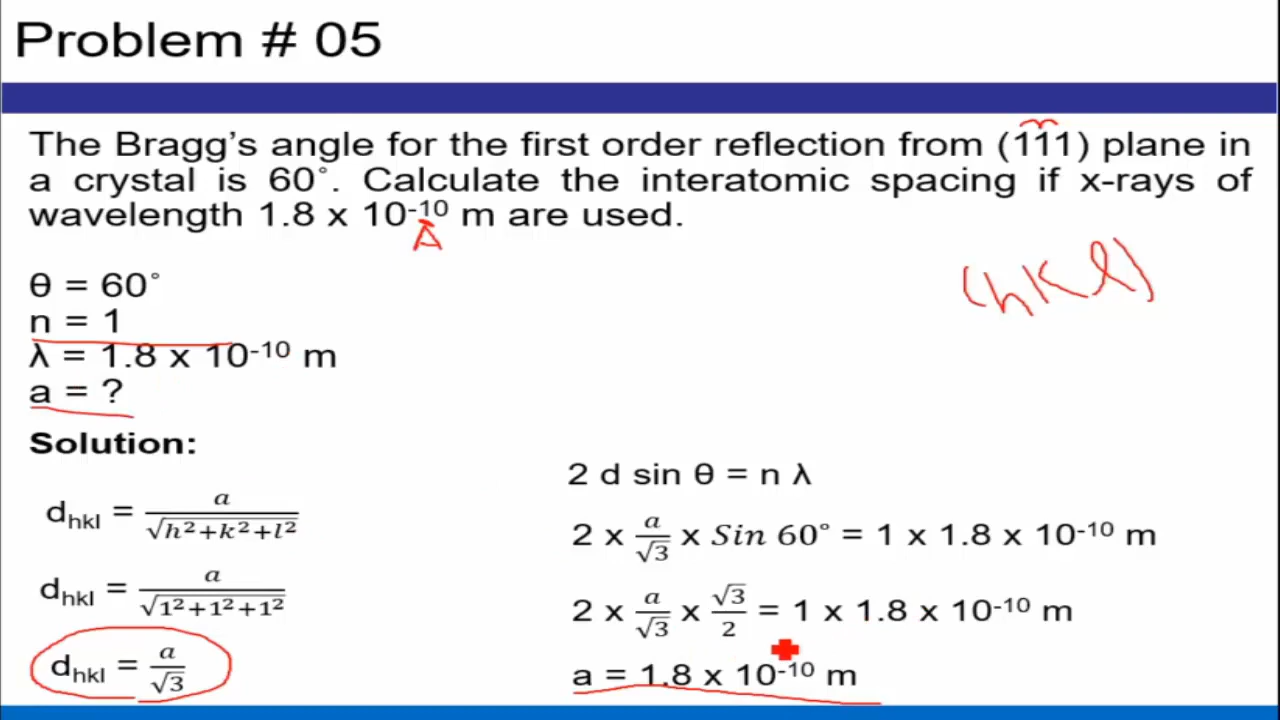 Problem # 05
The Bragg's angle for the first order reflection from (111) plane in
a crystal is 60°. Calculate the interatomic spacing if x-rays of
wavelength 1.8 x 10⁻¹⁰ m are used.
A
(hkl)
θ = 60°
n = 1
λ = 1.8 x 10⁻¹⁰ m
a = ?
Solution:
d_hkl = a / √(h²+k²+l²)
d_hkl = a / √(1²+1²+1²)
d_hkl = a / √3
2 d sin θ = n λ
2 x a/√3 x Sin 60° = 1 x 1.8 x 10⁻¹⁰ m
2 x a/√3 x √3/2 = 1 x 1.8 x 10⁻¹⁰ m
a = 1.8 x 10⁻¹⁰ m